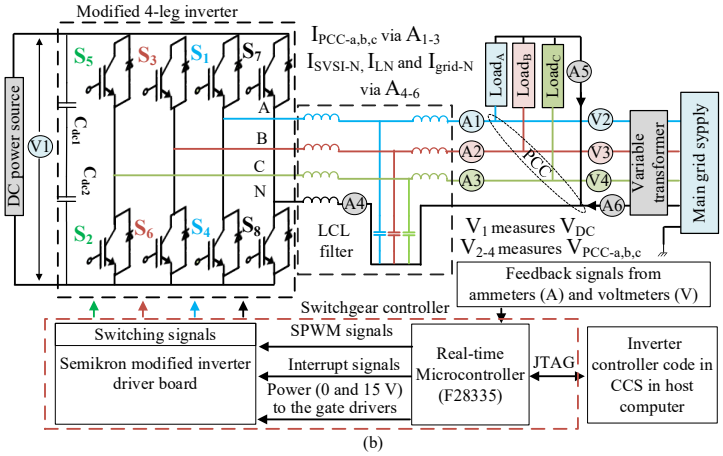 Modified 4-leg inverter
S5
S3
S1
S7
DC power source
V1
Cdc1
Cdc2
A
B
C
N
S2
S6
S4
S8
IPCC-a,b,c via A1-3
ISVSI-N, ILN and Igrid-N
via A4-6
A4
LCL
filter
LoadA
LoadB
LoadC
A5
A1
A2
A3
PCC
V2
V3
V4
A6
Variable
transformer
Main grid sypply
V1 measures VDC
V2-4 measures VPCC-a,b,c
Feedback signals from
ammeters (A) and voltmeters (V)
Switchgear controller
Switching signals
Semikron modified inverter
driver board
SPWM signals
Interrupt signals
Power (0 and 15 V)
to the gate drivers
Real-time
Microcontroller
(F28335)
JTAG
Inverter
controller code in
CCS in host
computer
(b)